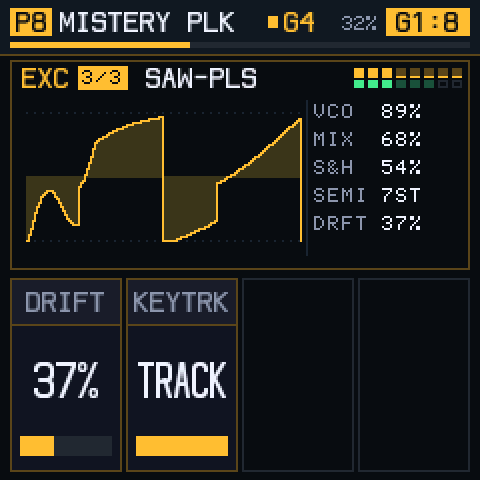 P8 MISTERY PLK G4 32% G1:8
EXC 3/3 SAW-PLS
VCO 89%
MIX 68%
S&H 54%
SEMI 7ST
DRFT 37%
DRIFT KEYTRK
37% TRACK